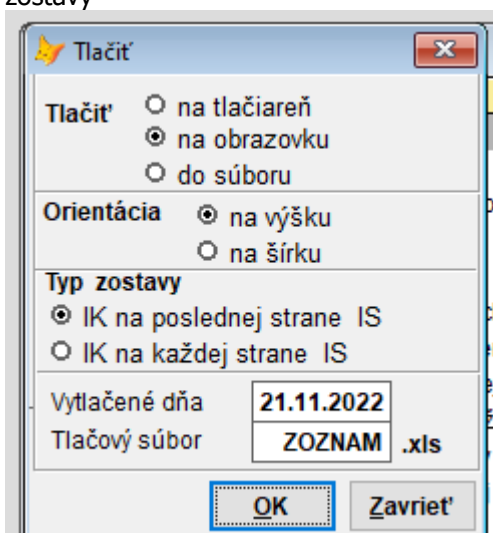 zostavy
Tlačiť
Tlačiť
na tlačiareň
na obrazovku
do súboru
Orientácia
na výšku
na šírku
Typ zostavy
IK na poslednej strane IS
IK na každej strane IS
Vytlačené dňa 21.11.2022
Tlačový súbor ZOZNAM .xls
OK Zavrieť